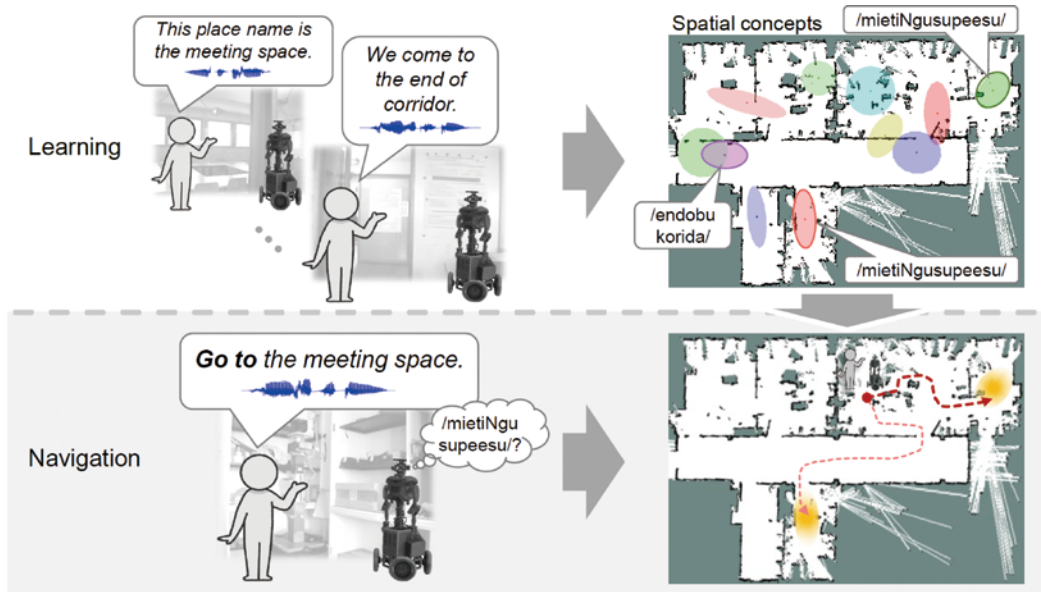 This place name is
the meeting space.
We come to
the end of
corridor.
Learning
Spatial concepts
/mietiNgusupeesu/
/endobu
korida/
/mietiNgusupeesu/
Go to the meeting space.
/mietiNgu
supeesu/?
Navigation